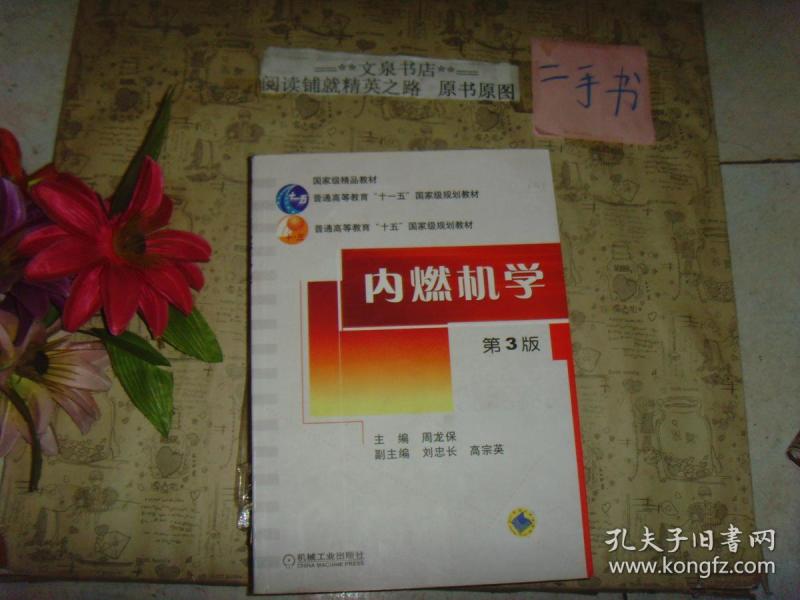 ==**文泉书店**==
阅读铺就精英之路 原书原图
二手书
国家级精品教材
普通高等教育“十一五”国家级规划教材
普通高等教育“十五”国家级规划教材
内燃机学
第3版
主编 周龙保
副主编 刘忠长 高宗英
机械工业出版社
CHINA MACHINE PRESS
孔夫子旧书网
www.kongfz.com